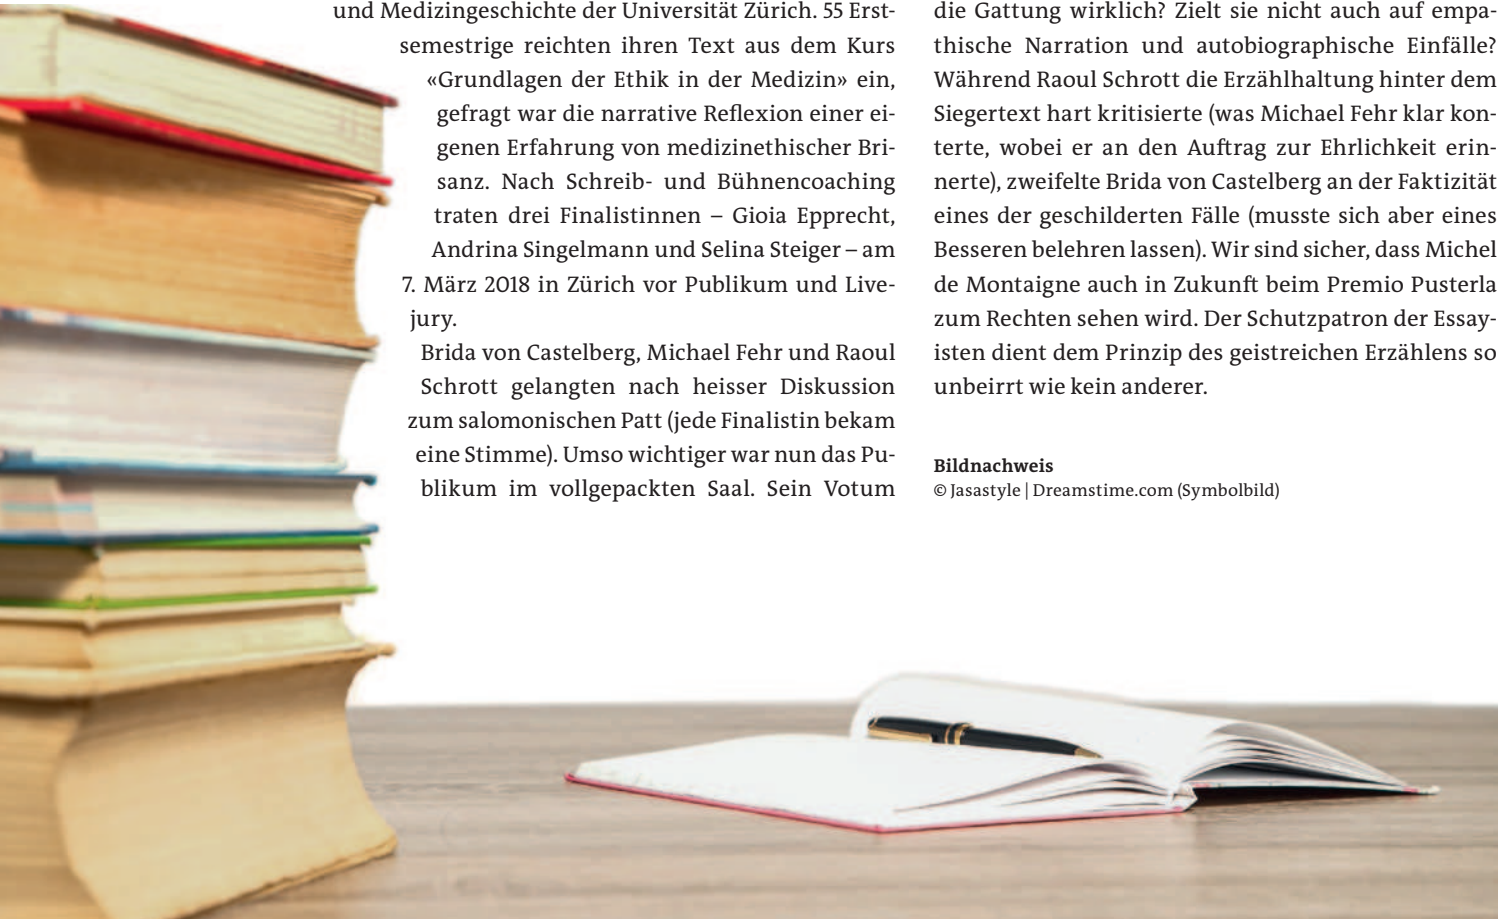 und Medizingeschichte der Universität Zürich. 55 Erst-
semestrige reichten ihren Text aus dem Kurs
«Grundlagen der Ethik in der Medizin» ein,
gefragt war die narrative Reflexion einer ei-
genen Erfahrung von medizinethischer Bri-
sanz. Nach Schreib- und Bühnencoaching
traten drei Finalistinnen – Gioia Epprecht,
Andrina Singelmann und Selina Steiger – am
7. März 2018 in Zürich vor Publikum und Live-
jury.
Brida von Castelberg, Michael Fehr und Raoul
Schrott gelangten nach heisser Diskussion
zum salomonischen Patt (jede Finalistin bekam
eine Stimme). Umso wichtiger war nun das Pu-
blikum im vollgepackten Saal. Sein Votum
die Gattung wirklich? Zielt sie nicht auch auf empa-
thische Narration und autobiographische Einfälle?
Während Raoul Schrott die Erzählhaltung hinter dem
Siegertext hart kritisierte (was Michael Fehr klar kon-
terte, wobei er an den Auftrag zur Ehrlichkeit erin-
nerte), zweifelte Brida von Castelberg an der Faktizität
eines der geschilderten Fälle (musste sich aber eines
Besseren belehren lassen). Wir sind sicher, dass Michel
de Montaigne auch in Zukunft beim Premio Pusterla
zum Rechten sehen wird. Der Schutzpatron der Essay-
isten dient dem Prinzip des geistreichen Erzählens so
unbeirrt wie kein anderer.
Bildnachweis
© Jasastyle | Dreamstime.com (Symbolbild)